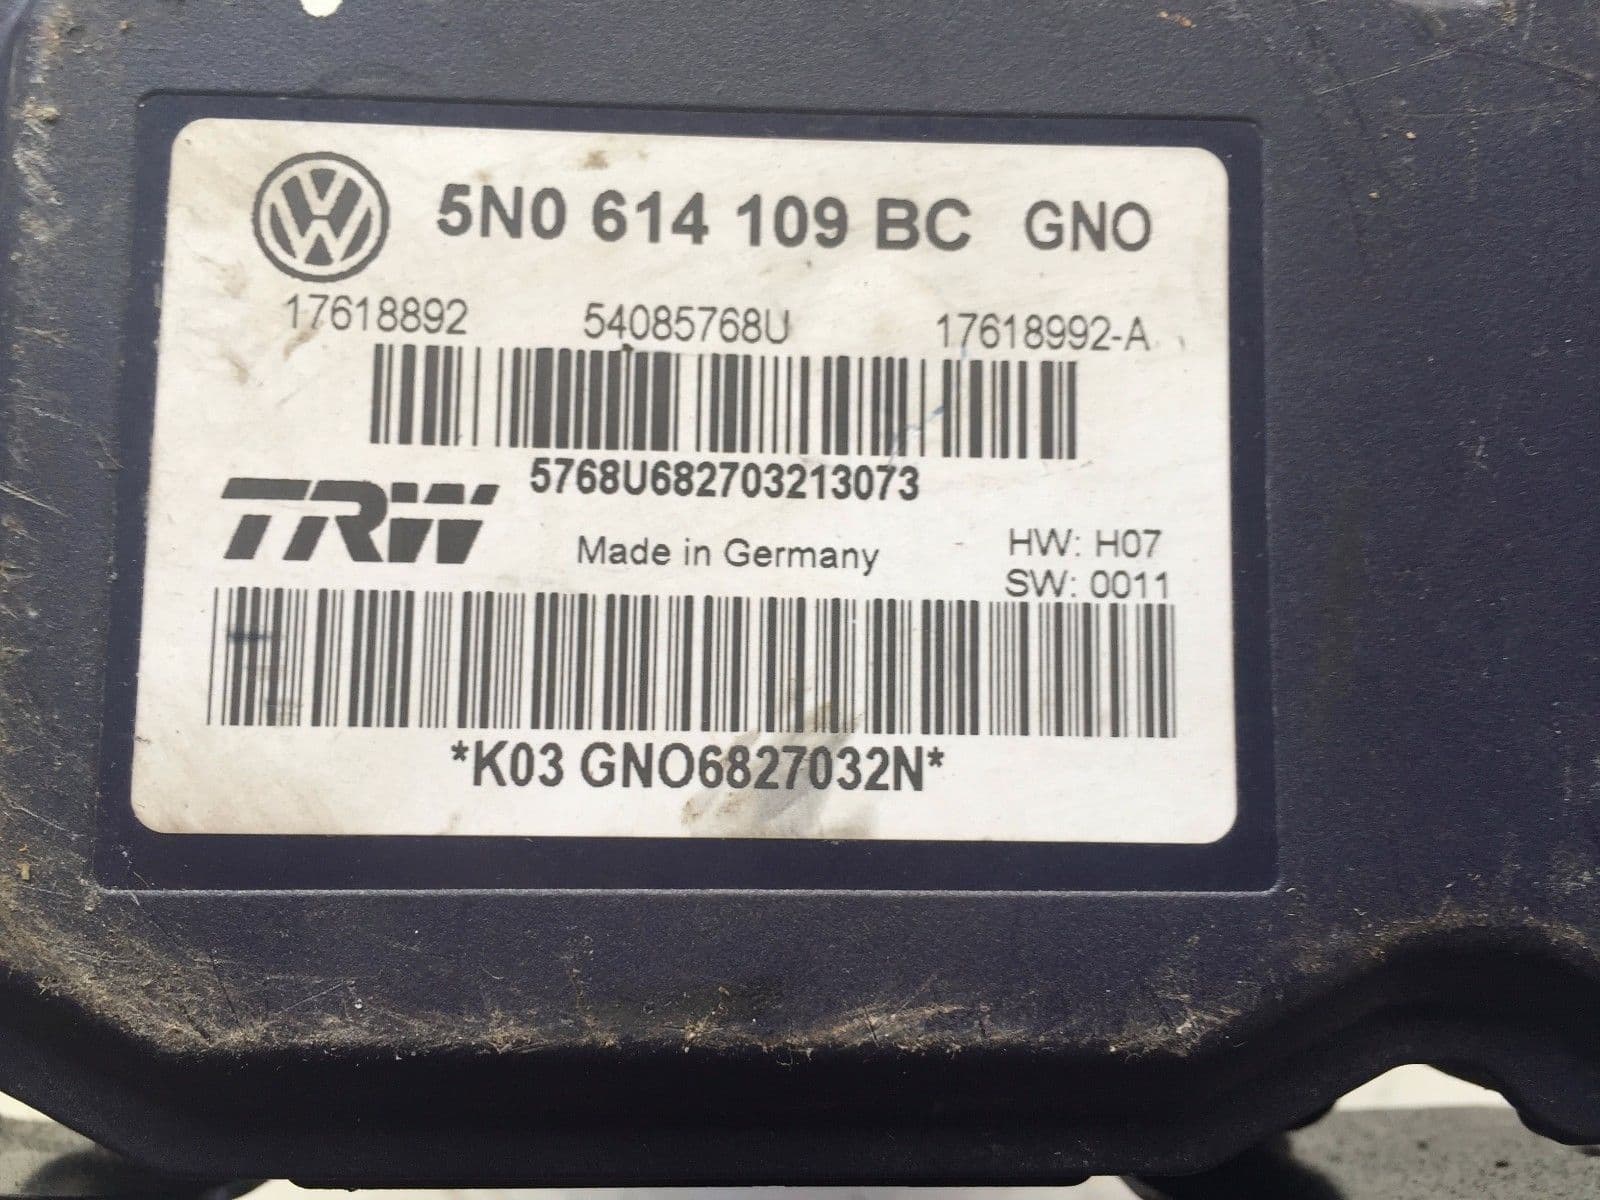 5N0 614 109 BC GNO
17618892 54085768U 17618992-A
5768U682703213073
TRW
Made in Germany
HW: H07
SW: 0011
*K03 GNO6827032N*